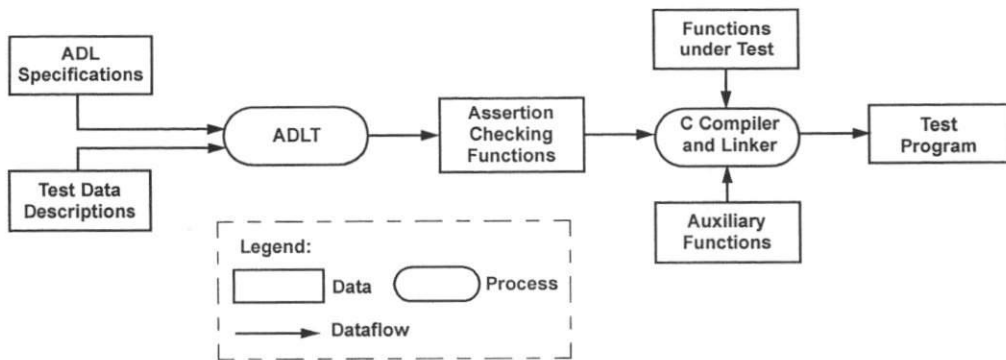 ADL
Specifications
Test Data
Descriptions
ADLT
Assertion
Checking
Functions
Functions
under Test
C Compiler
and Linker
Auxiliary
Functions
Test
Program
Legend:
Data
Process
Dataflow